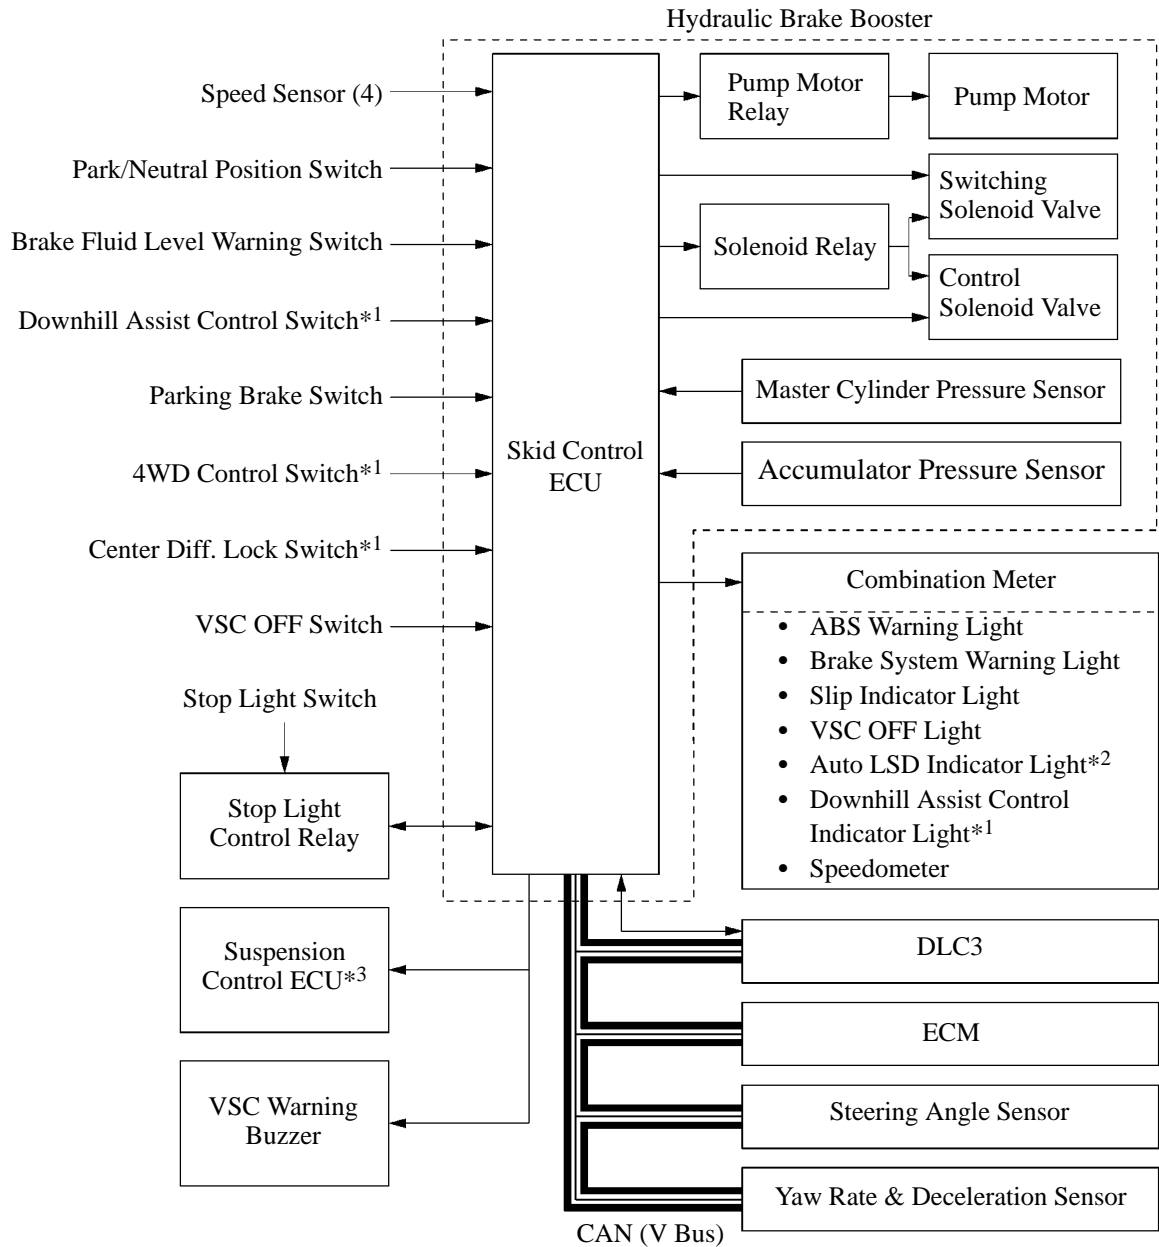 Hydraulic Brake Booster
Speed Sensor (4)
Park/Neutral Position Switch
Brake Fluid Level Warning Switch
Downhill Assist Control Switch*1
Parking Brake Switch
4WD Control Switch*1
Center Diff. Lock Switch*1
VSC OFF Switch
Stop Light Switch
Stop Light
Control Relay
Suspension
Control ECU*3
VSC Warning
Buzzer
Skid Control
ECU
Pump Motor
Relay
Pump Motor
Switching
Solenoid Valve
Solenoid Relay
Control
Solenoid Valve
Master Cylinder Pressure Sensor
Accumulator Pressure Sensor
Combination Meter
• ABS Warning Light
• Brake System Warning Light
• Slip Indicator Light
• VSC OFF Light
• Auto LSD Indicator Light*2
• Downhill Assist Control
Indicator Light*1
• Speedometer
DLC3
ECM
Steering Angle Sensor
Yaw Rate & Deceleration Sensor
CAN (V Bus)